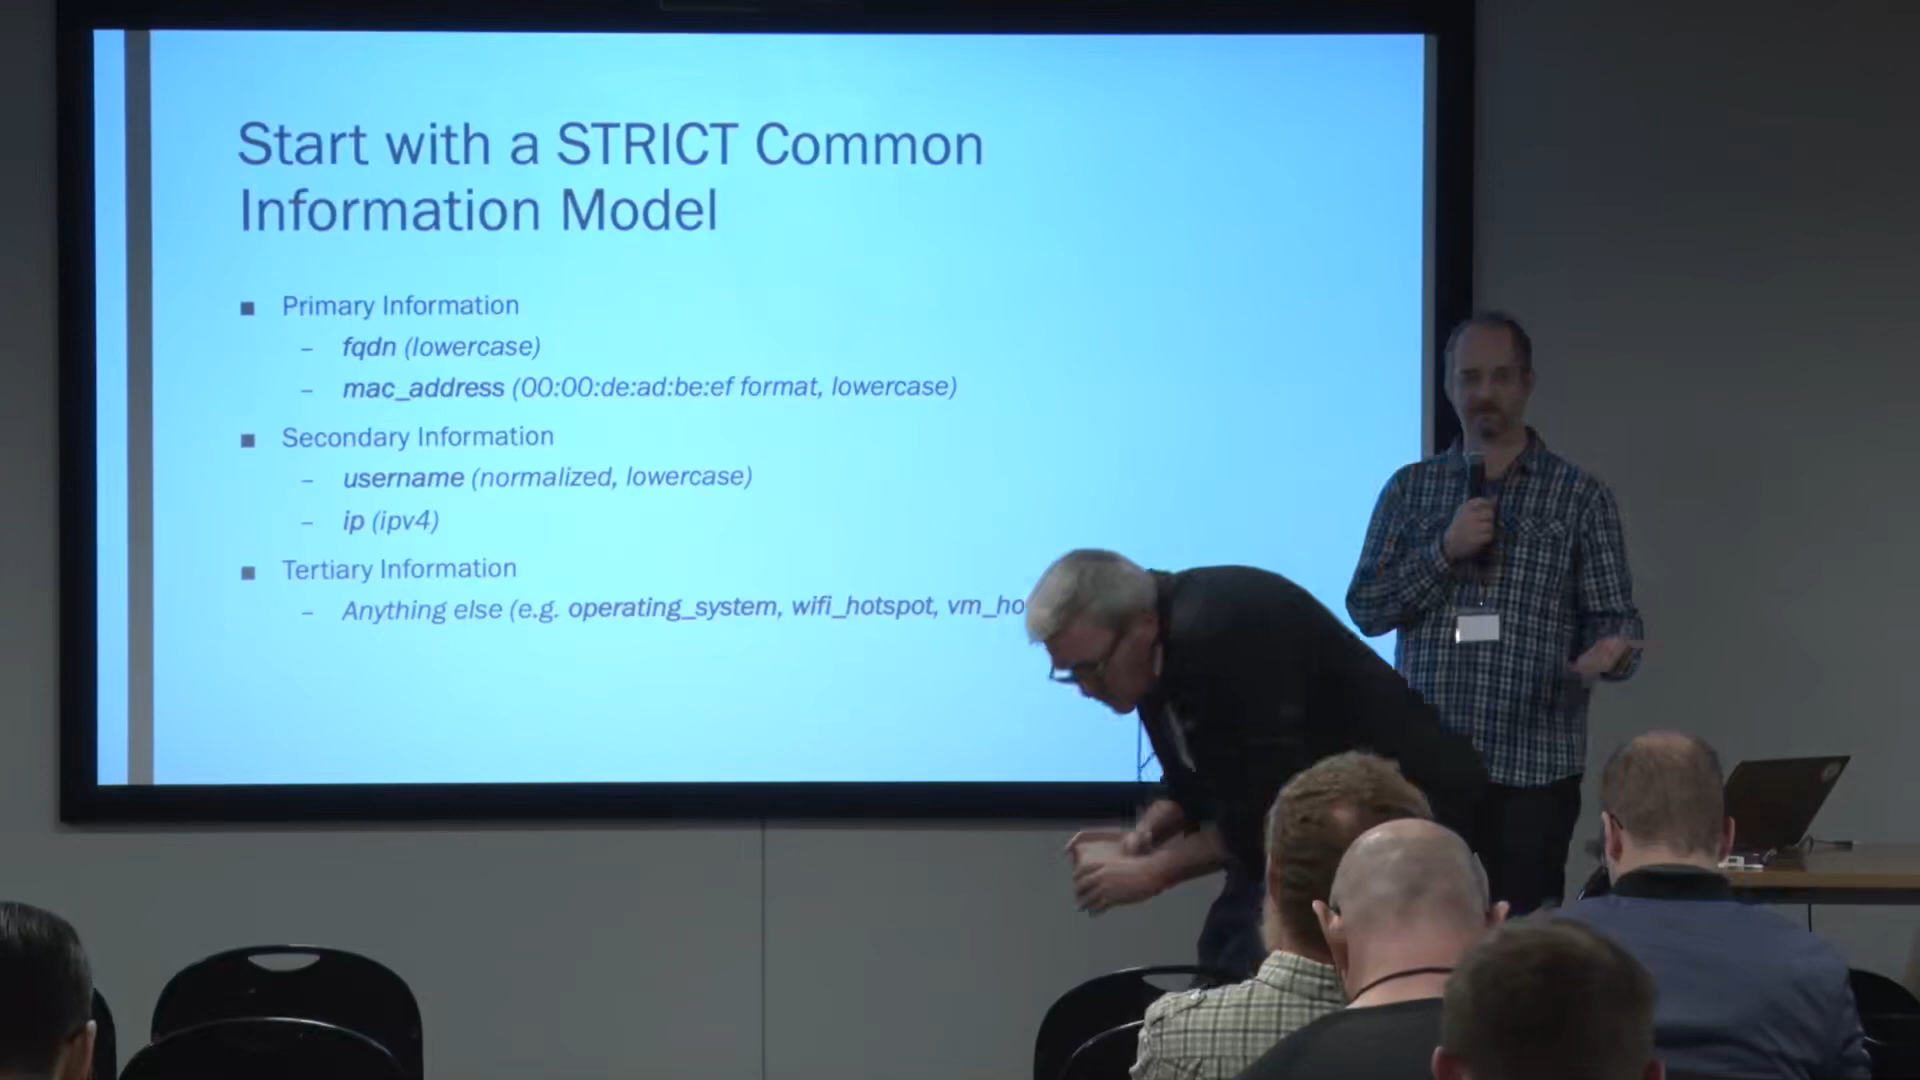 Start with a STRICT Common
Information Model
■ Primary Information
– fqdn (lowercase)
– mac_address (00:00:de:ad:be:ef format, lowercase)
■ Secondary Information
– username (normalized, lowercase)
– ip (ipv4)
■ Tertiary Information
– Anything else (e.g. operating_system, wifi_hotspot, vm_ho